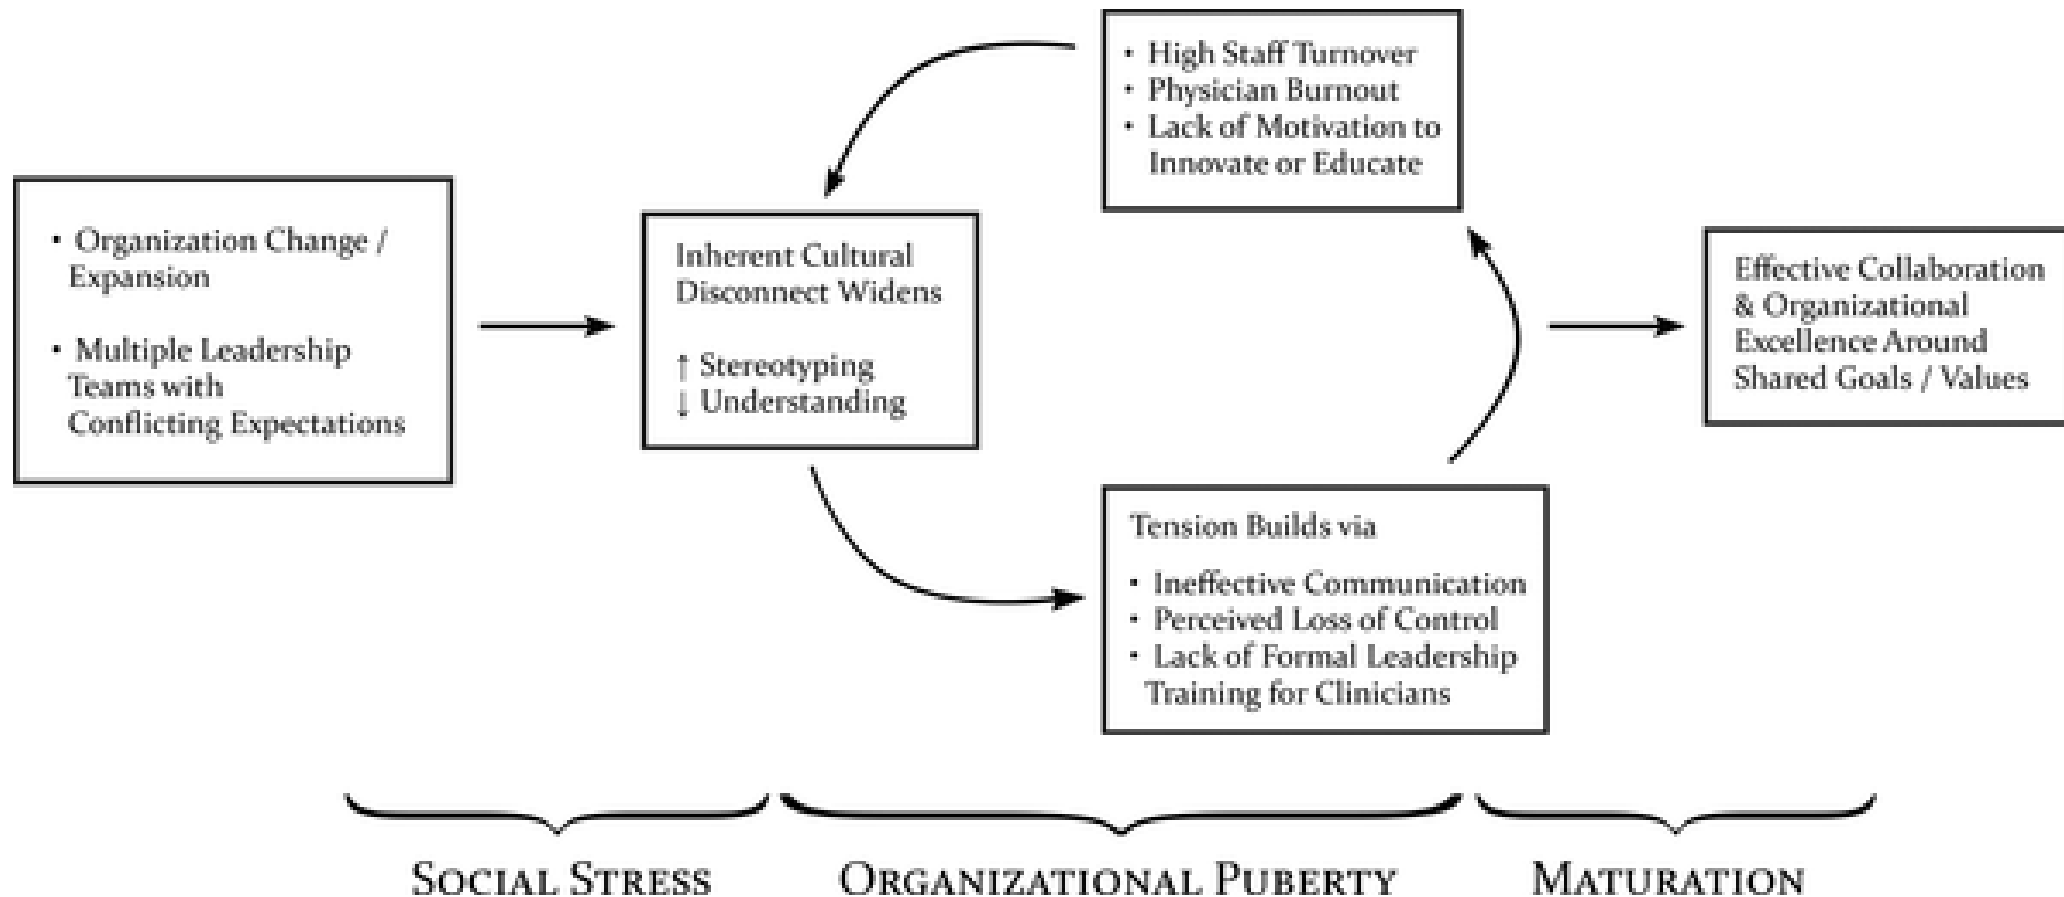 • Organization Change /
Expansion
• Multiple Leadership
Teams with
Conflicting Expectations
Inherent Cultural
Disconnect Widens
↑ Stereotyping
↓ Understanding
• High Staff Turnover
• Physician Burnout
• Lack of Motivation to
Innovate or Educate
Tension Builds via
• Ineffective Communication
• Perceived Loss of Control
• Lack of Formal Leadership
Training for Clinicians
Effective Collaboration
& Organizational
Excellence Around
Shared Goals / Values
SOCIAL STRESS
ORGANIZATIONAL PUBERTY
MATURATION